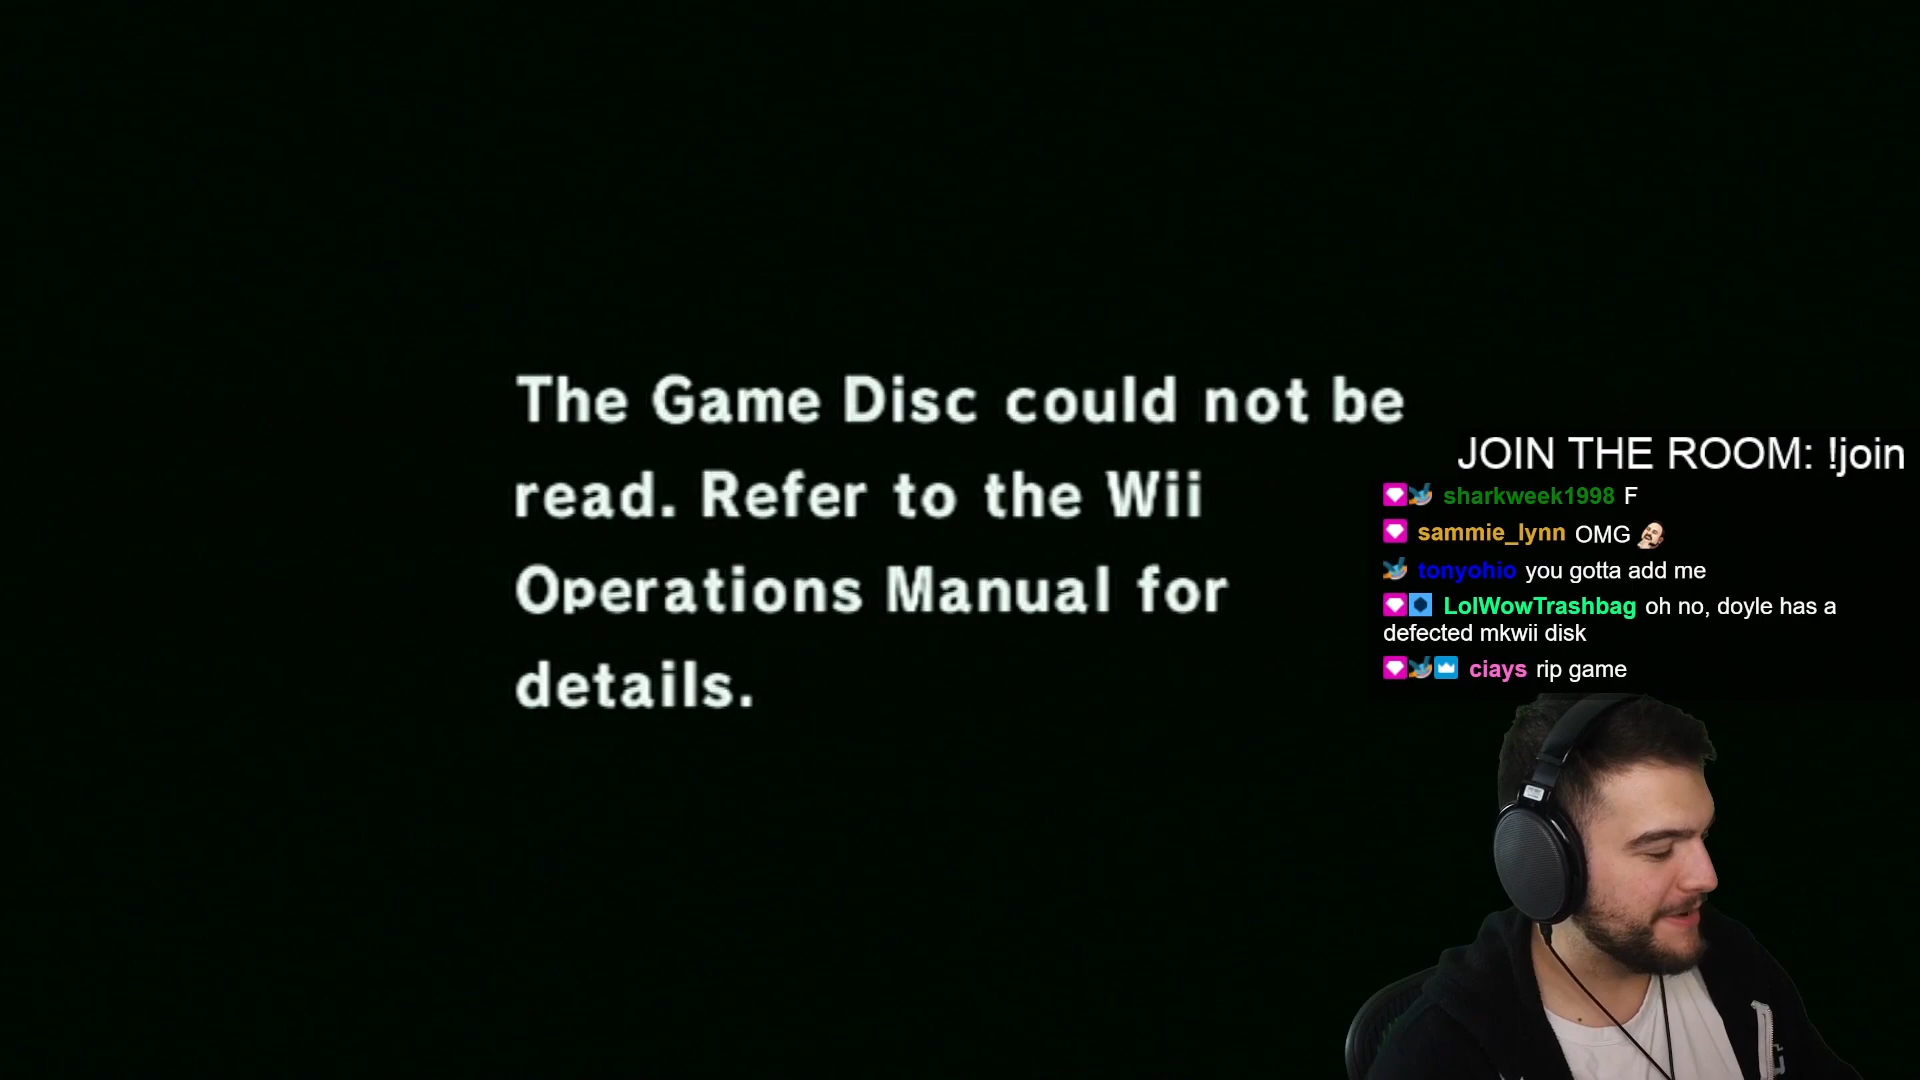 The Game Disc could not be
read. Refer to the Wii
Operations Manual for
details.
JOIN THE ROOM: !join
sharkweek1998 F
sammie_lynn OMG
tonyohio you gotta add me
LolWowTrashbag oh no, doyle has a
defected mkwii disk
ciays rip game